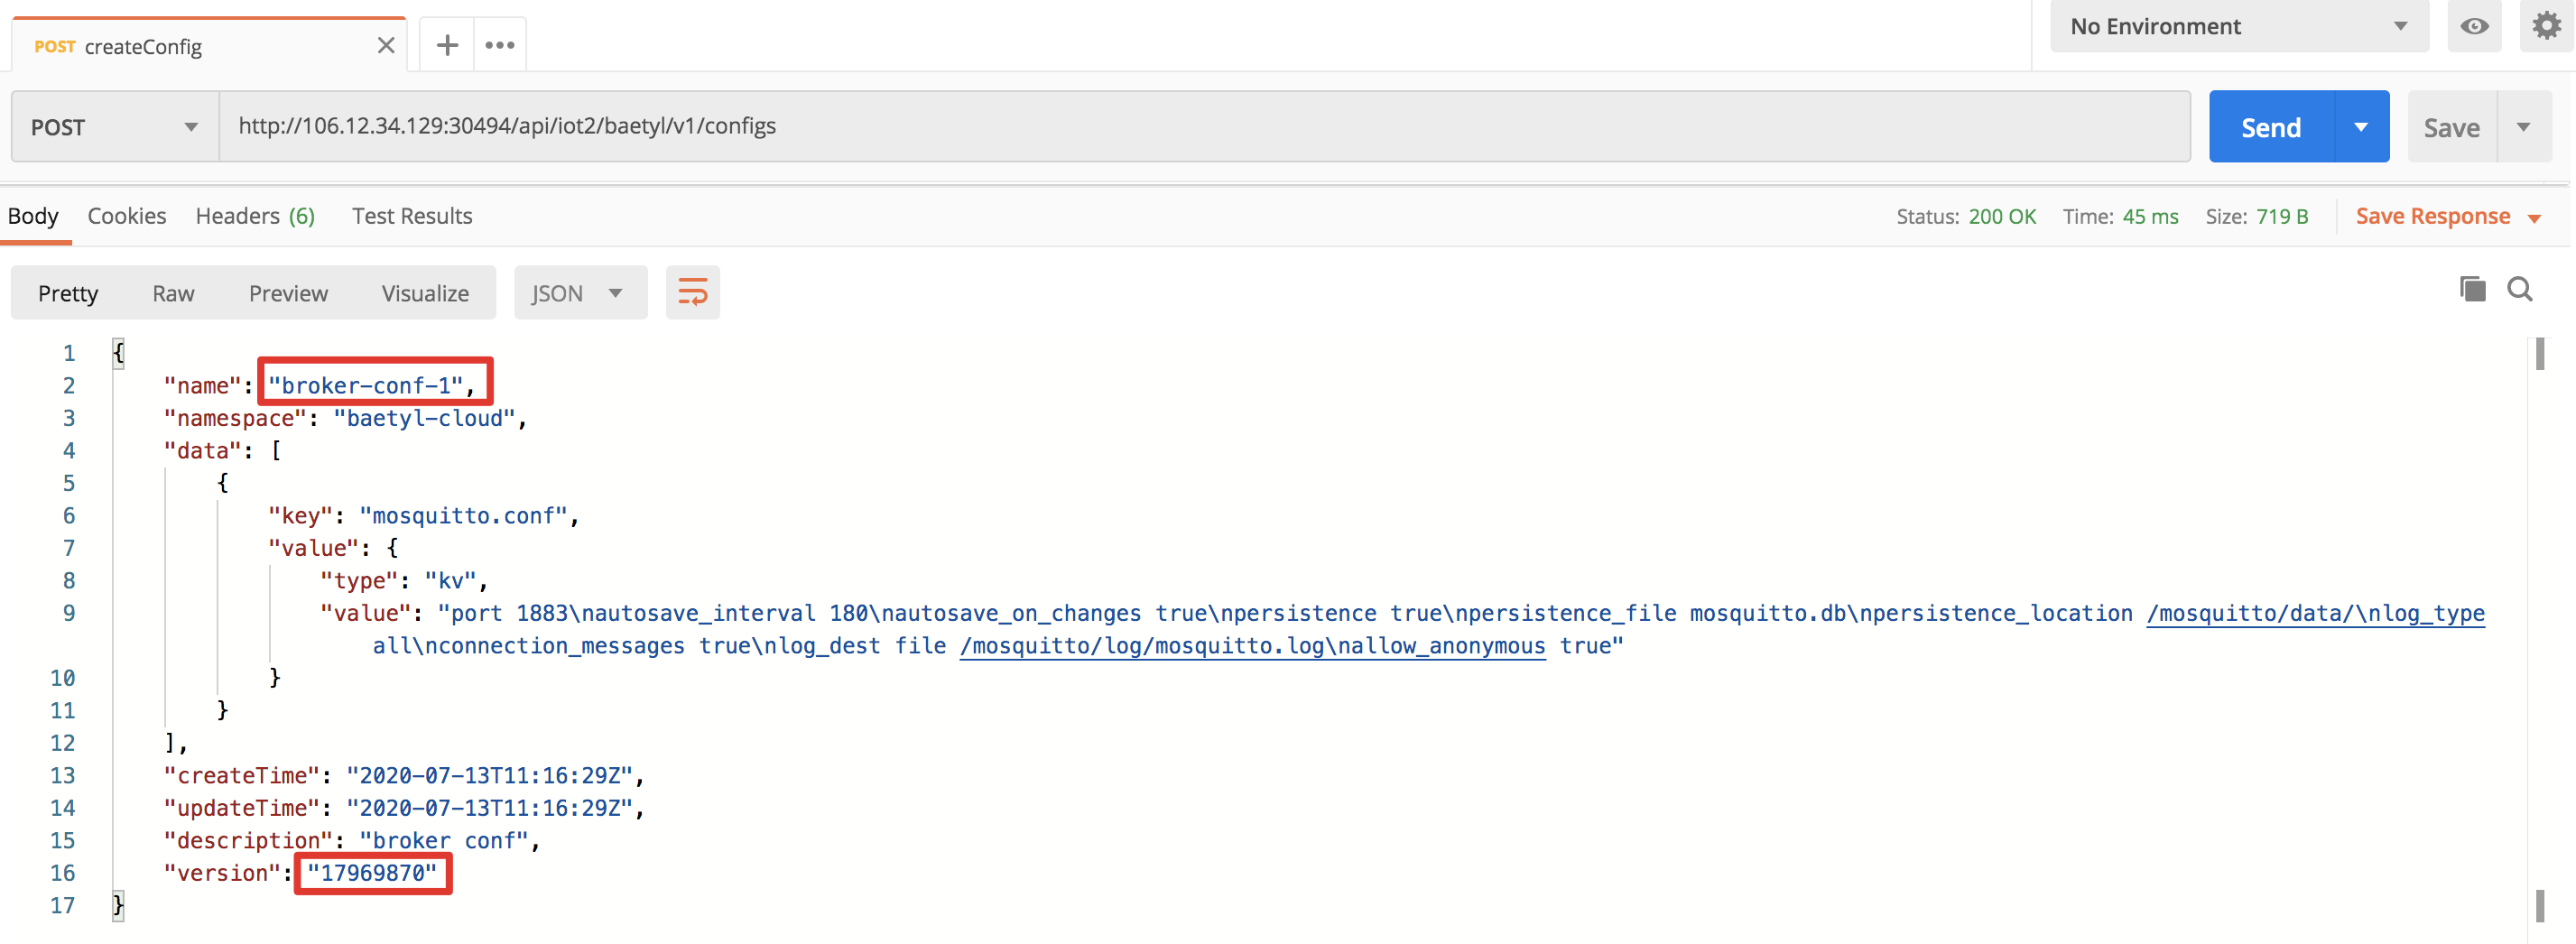 POST createConfig
No Environment
POST http://106.12.34.129:30494/api/iot2/baetyl/v1/configs Send Save
Body Cookies Headers (6) Test Results Status: 200 OK Time: 45 ms Size: 719 B Save Response
Pretty Raw Preview Visualize JSON
1 {
2 "name": "broker-conf-1",
3 "namespace": "baetyl-cloud",
4 "data": [
5 {
6 "key": "mosquitto.conf",
7 "value": {
8 "type": "kv",
9 "value": "port 1883\nautosave_interval 180\nautosave_on_changes true\npersistence true\npersistence_file mosquitto.db\npersistence_location /mosquitto/data/\nlog_type
all\nconnection_messages true\nlog_dest file /mosquitto/log/mosquitto.log\nallow_anonymous true"
10 }
11 }
12 ],
13 "createTime": "2020-07-13T11:16:29Z",
14 "updateTime": "2020-07-13T11:16:29Z",
15 "description": "broker conf",
16 "version": "17969870"
17 }